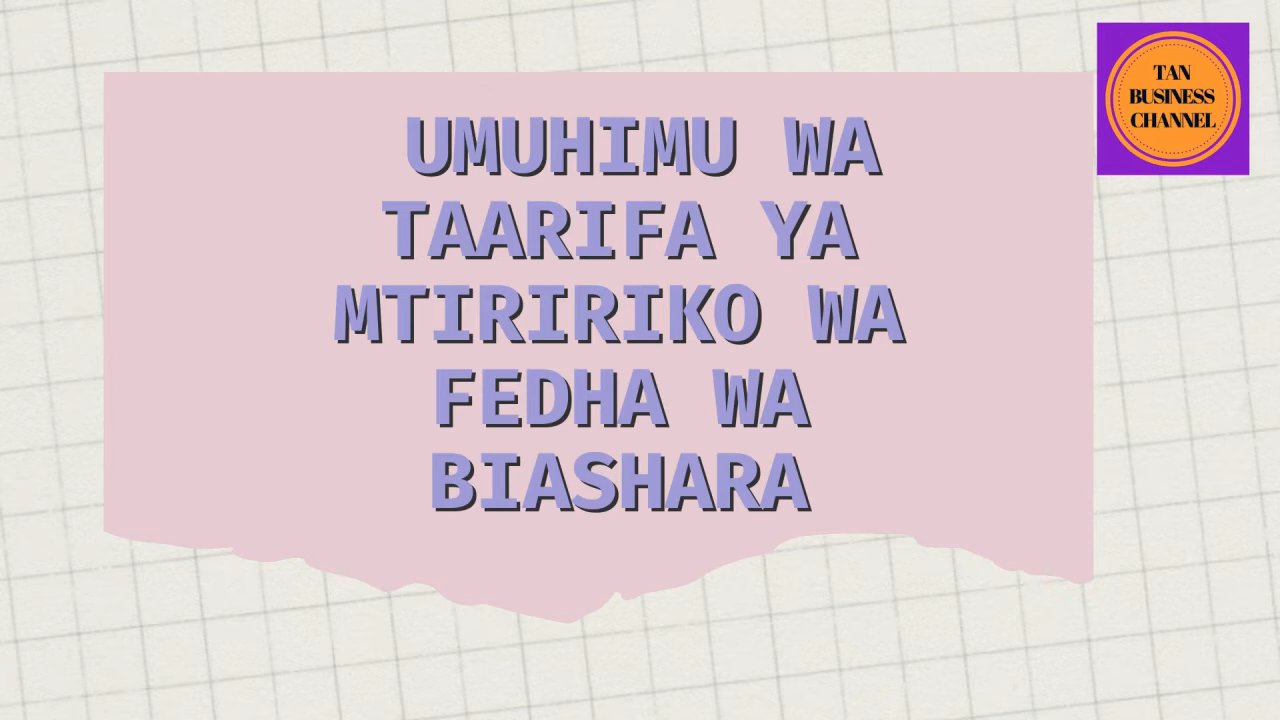 UMUHIMU WA
TAARIFA YA
MTIRIRIKO WA
FEDHA WA
BIASHARA
TAN
BUSINESS
CHANNEL